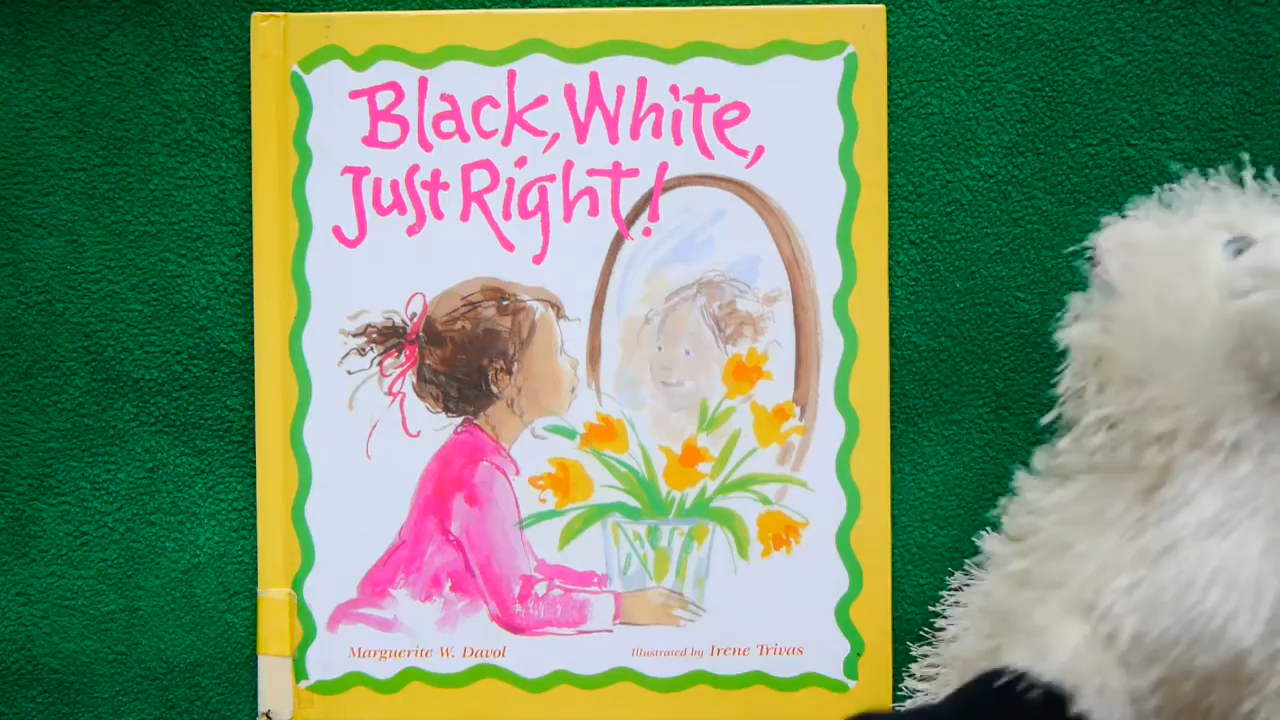 Black, White,
Just Right!
Marguerite W. Davol
Illustrated by Irene Trivas